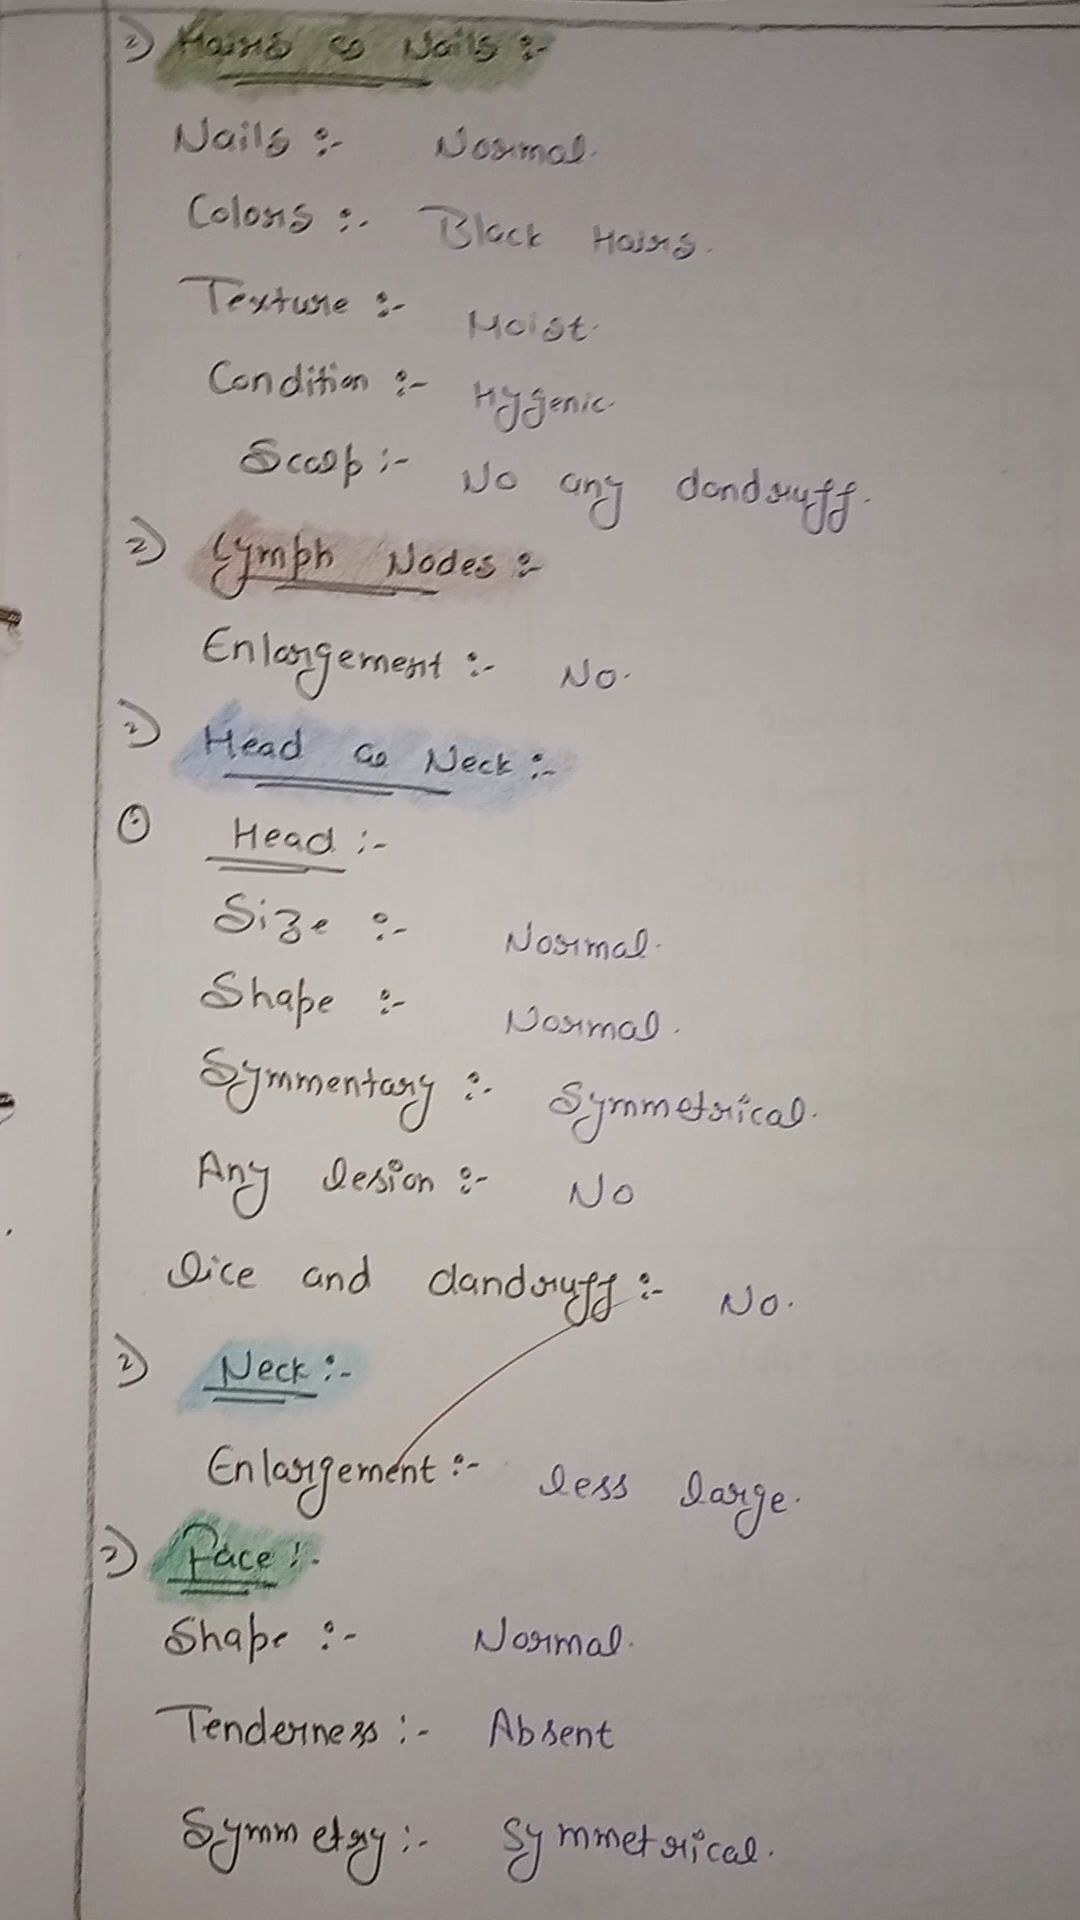 2) Hairs & Nails :-
Nails :- Normal.
Colors :- Black Hairs.
Texture :- Moist.
Condition :- Hygenic.
Scalp :- No any dandruff.
2) Lymph Nodes :-
Enlargement :- No.
2) Head & Neck :-
Head :-
Size :- Normal.
Shape :- Normal.
Symmentary :- Symmetrical.
Any lesion :- No
lice and dandruff :- No.
2) Neck :-
Enlargement :- less large.
2) Face :-
Shape :- Normal.
Tenderness :- Absent
Symmetry :- Symmetrical.